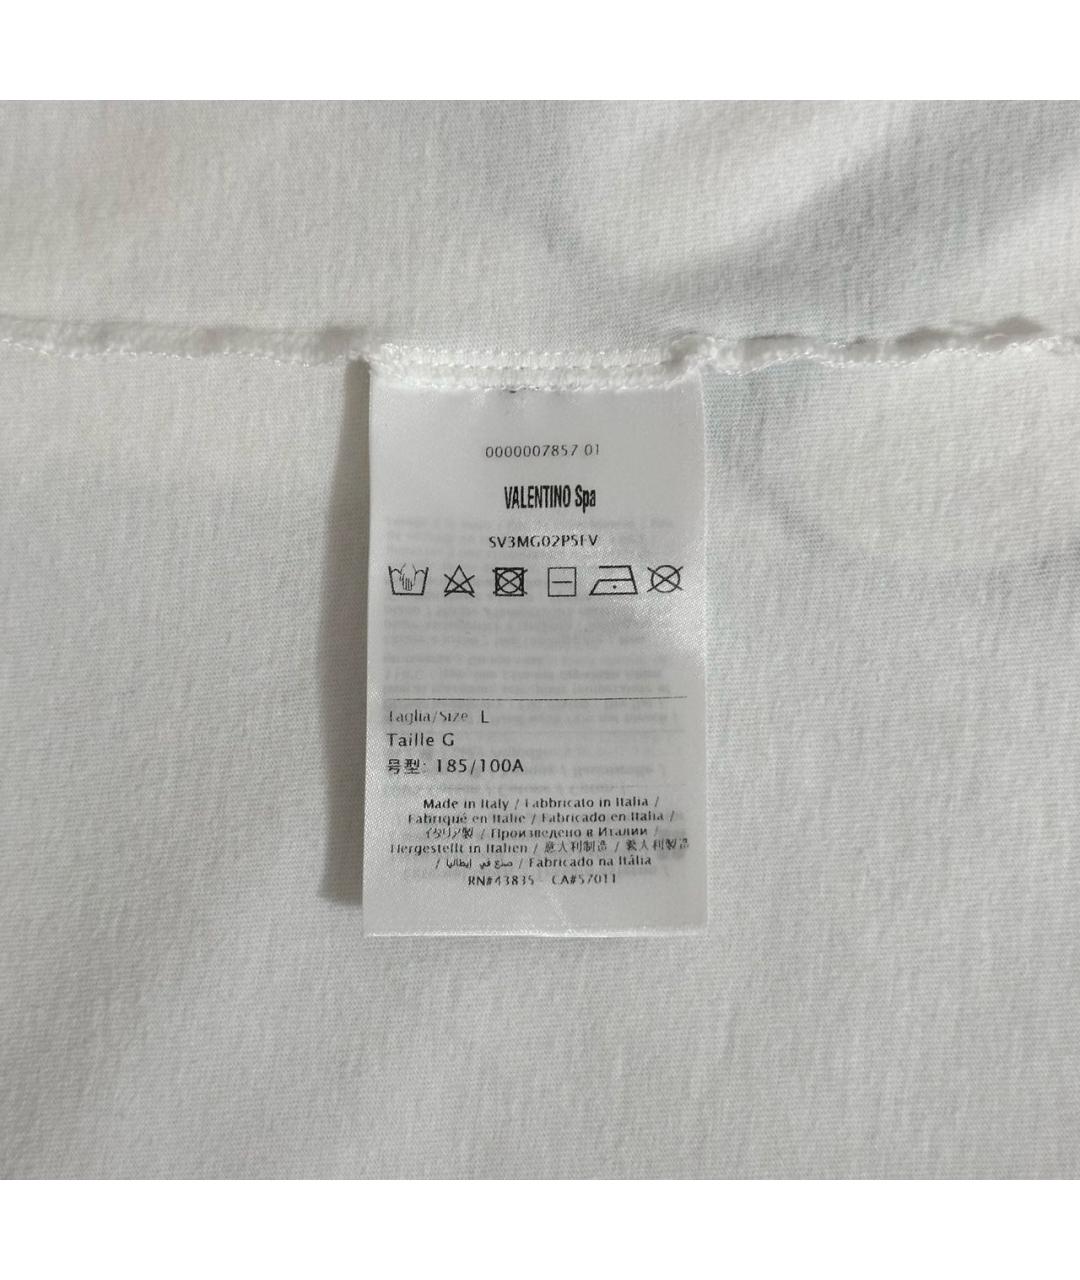 0000007857 01
VALENTINO Spa
SV3MG02P5FV
Taglia/Size L
Taille G
号型: 185/100A
Made in Italy / Fabbricato in Italia /
Fabriqué en Italie / Fabricado en Italia /
イタリア製 / Произведено в Италии /
Hergestellt in Italien / 意大利制造 / 義大利製造
/ صنع في إيطاليا / Fabricado na Itália
RN#43835 CA#57011